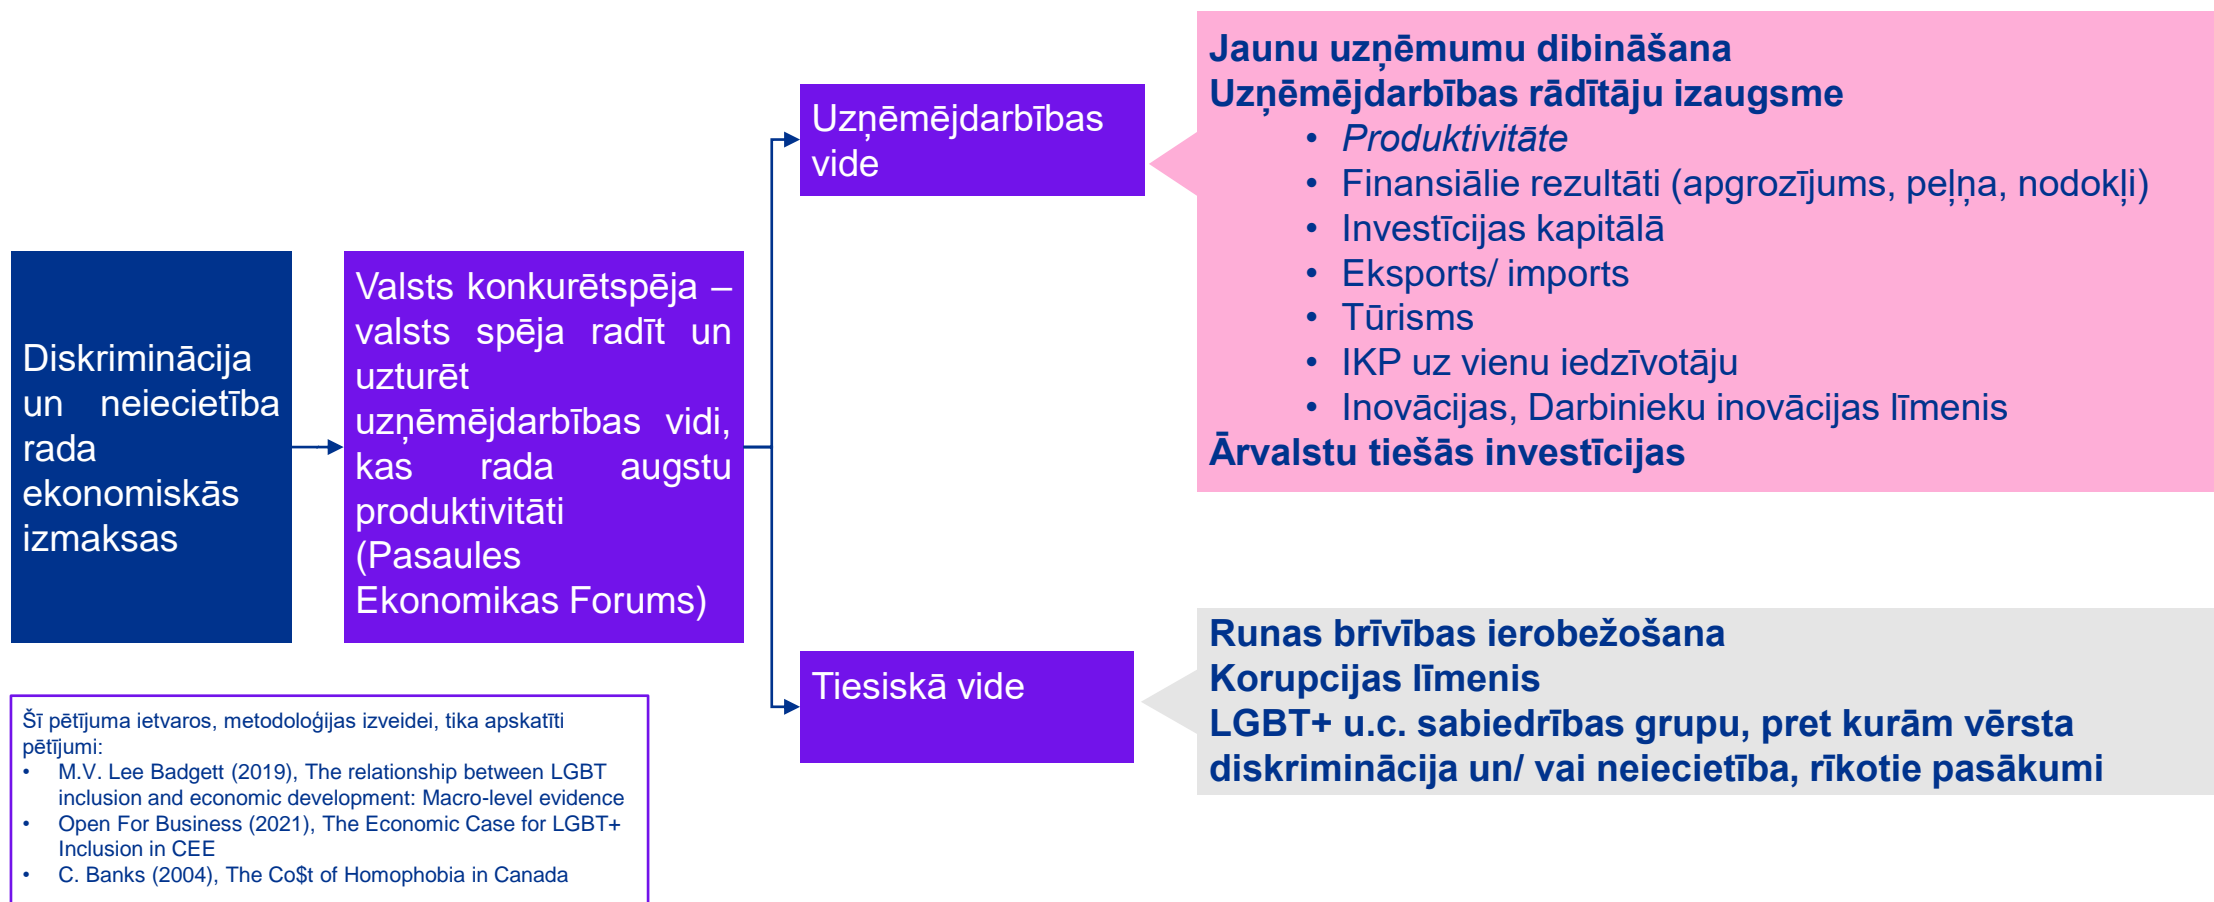 Diskriminācija
un neiecietība
rada
ekonomiskās
izmaksas
Valsts konkurētspēja –
valsts spēja radīt un
uzturēt
uzņēmējdarbības vidi,
kas rada augstu
produktivitāti
(Pasaules
Ekonomikas Forums)
Uzņēmējdarbības
vide
Jaunu uzņēmumu dibināšana
Uzņēmējdarbības rādītāju izaugsme
• Produktivitāte
• Finansiālie rezultāti (apgrozījums, peļņa, nodokļi)
• Investīcijas kapitālā
• Eksports/ imports
• Tūrisms
• IKP uz vienu iedzīvotāju
• Inovācijas, Darbinieku inovācijas līmenis
Ārvalstu tiešās investīcijas
Tiesiskā vide
Runas brīvības ierobežošana
Korupcijas līmenis
LGBT+ u.c. sabiedrības grupu, pret kurām vērsta
diskriminācija un/ vai neiecietība, rīkotie pasākumi
Šī pētījuma ietvaros, metodoloģijas izveidei, tika apskatīti
pētījumi:
• M.V. Lee Badgett (2019), The relationship between LGBT
inclusion and economic development: Macro-level evidence
• Open For Business (2021), The Economic Case for LGBT+
Inclusion in CEE
• C. Banks (2004), The Co$t of Homophobia in Canada